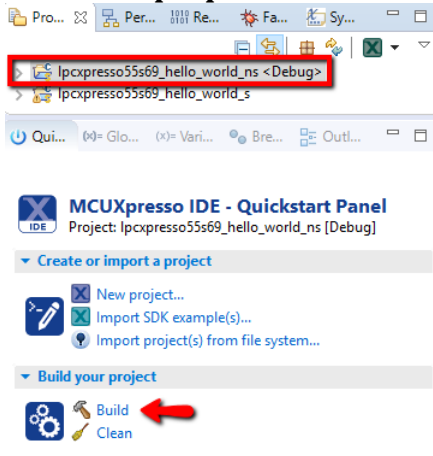 Pro... Per... Re... Fa... Sy...
lpcxpresso55s69_hello_world_ns <Debug>
lpcxpresso55s69_hello_world_s
Qui... (x)= Glo... (x)= Vari... Bre... Outl...
IDE
MCUXpresso IDE - Quickstart Panel
Project: lpcxpresso55s69_hello_world_ns [Debug]
Create or import a project
New project...
Import SDK example(s)...
Import project(s) from file system...
Build your project
Build
Clean